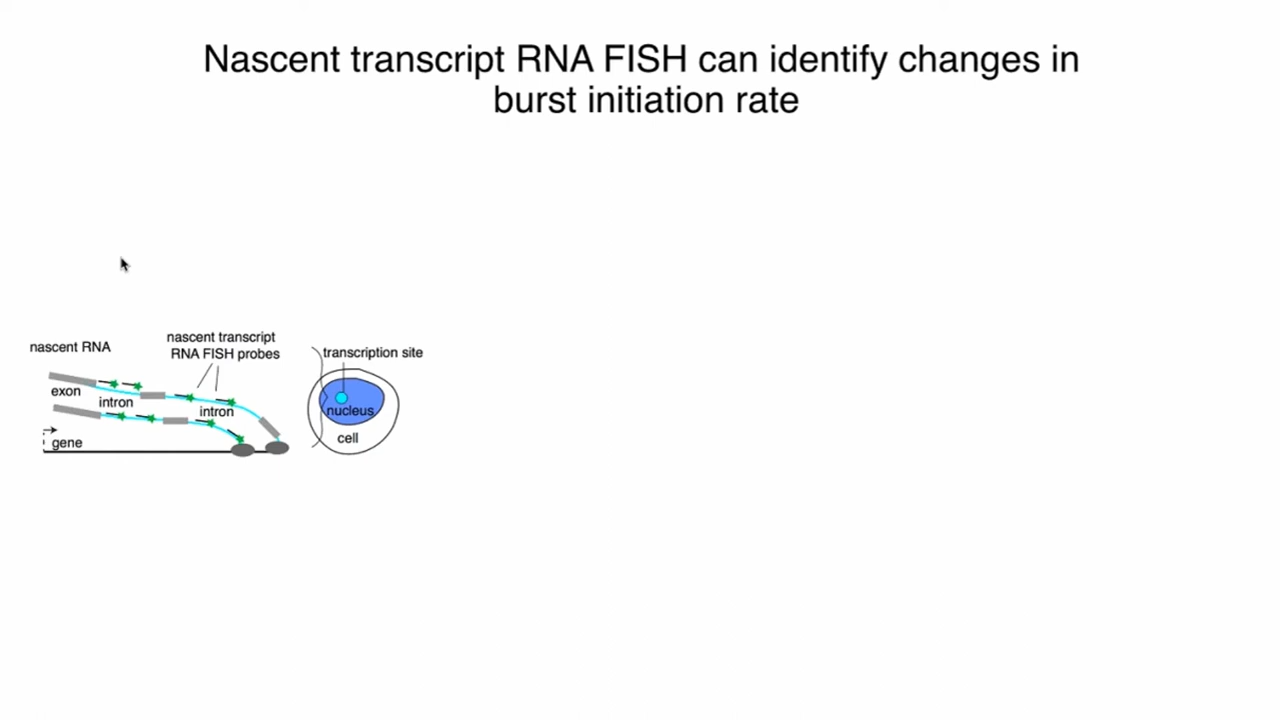 Nascent transcript RNA FISH can identify changes in
burst initiation rate
nascent RNA
nascent transcript
RNA FISH probes
transcription site
exon
intron
intron
nucleus
gene
cell